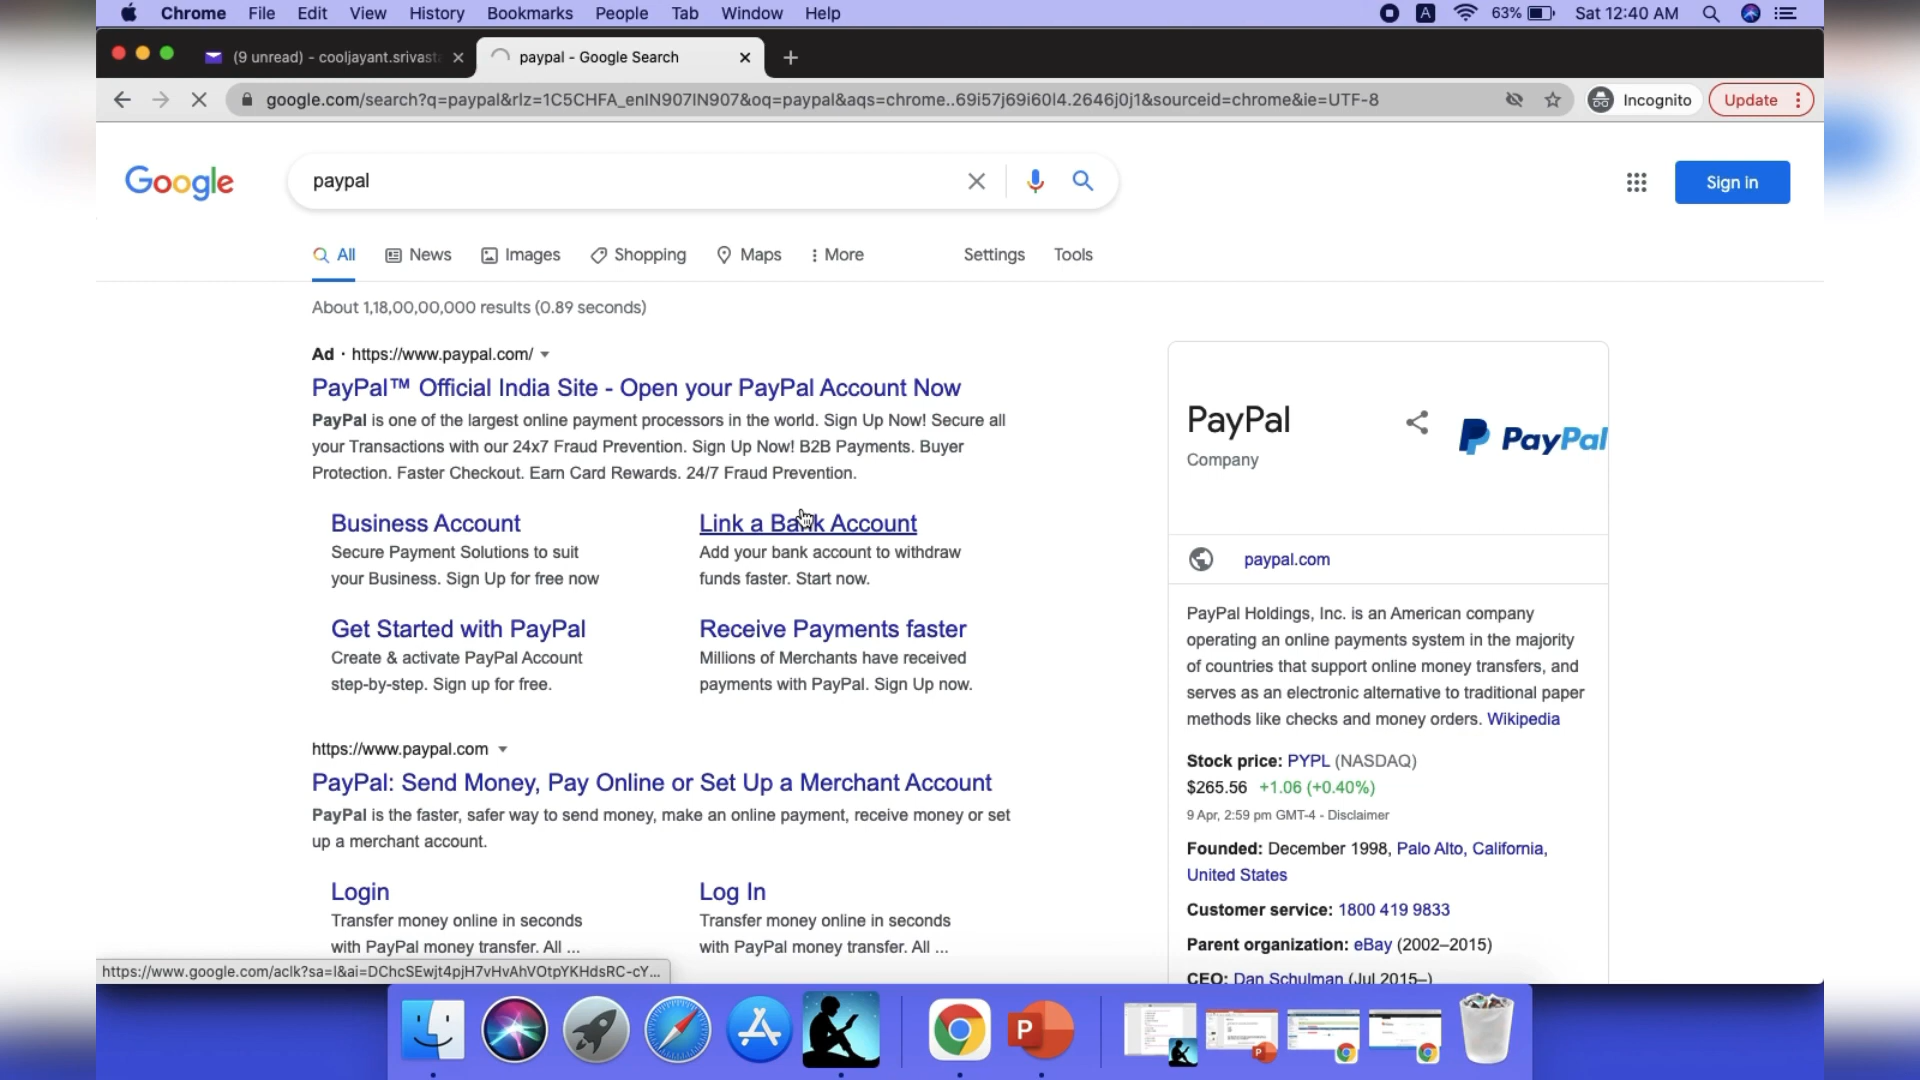 Chrome File Edit View History Bookmarks People Tab Window Help
A 63% Sat 12:40 AM
(9 unread) - cooljayant.srivasta
paypal - Google Search
google.com/search?q=paypal&rlz=1C5CHFA_enIN907IN907&oq=paypal&aqs=chrome..69i57j69i60l4.2646j0j1&sourceid=chrome&ie=UTF-8
Incognito
Update
Google
paypal
Sign in
All News Images Shopping Maps More Settings Tools
About 1,18,00,00,000 results (0.89 seconds)
Ad · https://www.paypal.com/
PayPal™ Official India Site - Open your PayPal Account Now
PayPal is one of the largest online payment processors in the world. Sign Up Now! Secure all
your Transactions with our 24x7 Fraud Prevention. Sign Up Now! B2B Payments. Buyer
Protection. Faster Checkout. Earn Card Rewards. 24/7 Fraud Prevention.
Business Account
Secure Payment Solutions to suit
your Business. Sign Up for free now
Link a Bank Account
Add your bank account to withdraw
funds faster. Start now.
Get Started with PayPal
Create & activate PayPal Account
step-by-step. Sign up for free.
Receive Payments faster
Millions of Merchants have received
payments with PayPal. Sign Up now.
https://www.paypal.com
PayPal: Send Money, Pay Online or Set Up a Merchant Account
PayPal is the faster, safer way to send money, make an online payment, receive money or set
up a merchant account.
Login
Transfer money online in seconds
with PayPal money transfer. All ...
Log In
Transfer money online in seconds
with PayPal money transfer. All ...
https://www.google.com/aclk?sa=l&ai=DChcSEwjt4pjH7vHvAhVOtpYKHdsRC-cY...
PayPal
Company
PayPal
paypal.com
PayPal Holdings, Inc. is an American company
operating an online payments system in the majority
of countries that support online money transfers, and
serves as an electronic alternative to traditional paper
methods like checks and money orders. Wikipedia
Stock price: PYPL (NASDAQ)
$265.56 +1.06 (+0.40%)
9 Apr, 2:59 pm GMT-4 - Disclaimer
Founded: December 1998, Palo Alto, California,
United States
Customer service: 1800 419 9833
Parent organization: eBay (2002–2015)
CEO: Dan Schulman (Jul 2015–)
P